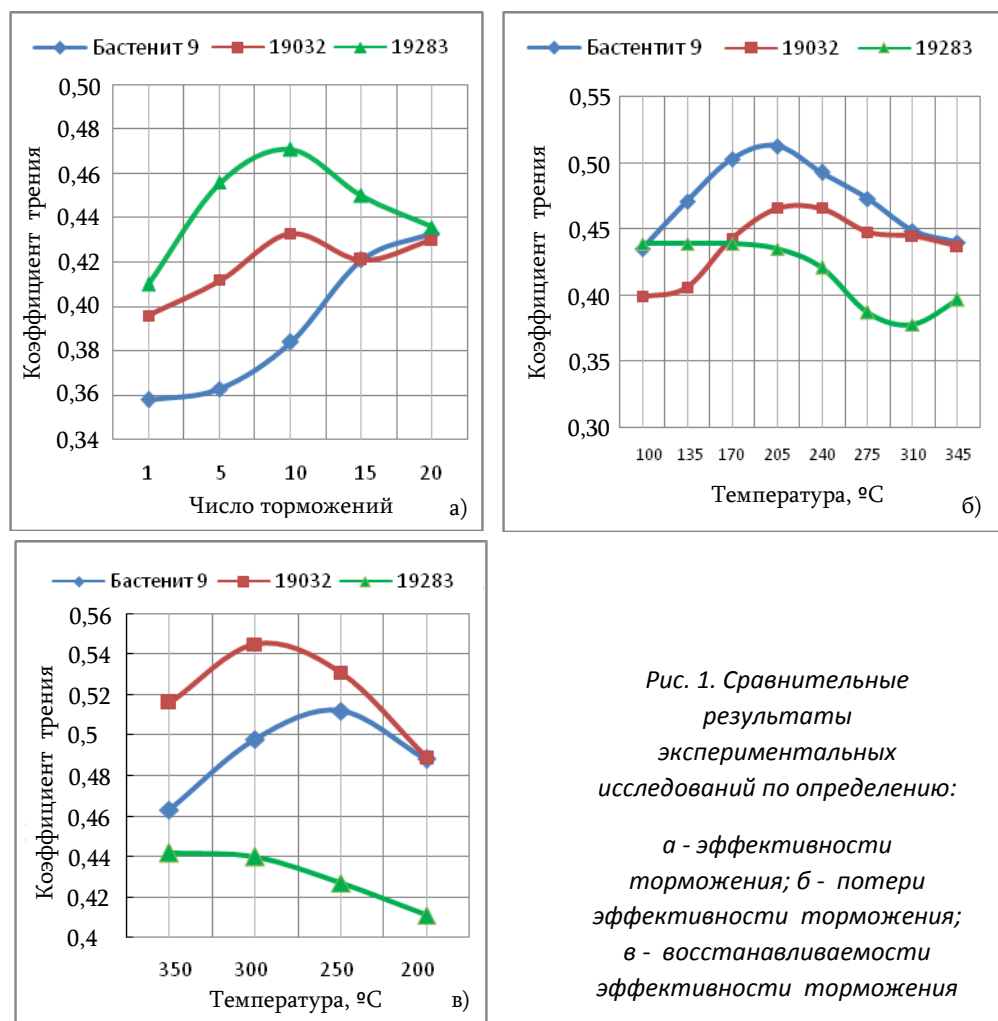 Бастенит 9 19032 19283
Коэффициент трения
0,50
0,48
0,46
0,44
0,42
0,40
0,38
0,36
0,34
1 5 10 15 20
Число торможений а)
Бастентит 9 19032 19283
Коэффициент трения
0,55
0,50
0,45
0,40
0,35
0,30
100 135 170 205 240 275 310 345
Температура, ºС б)
Бастенит 9 19032 19283
Коэффициент трения
0,56
0,54
0,52
0,5
0,48
0,46
0,44
0,42
0,4
350 300 250 200
Температура, ºС в)
Рис. 1. Сравнительные
результаты
экспериментальных
исследований по определению:
а - эффективности
торможения; б - потери
эффективности торможения;
в - восстанавливаемости
эффективности торможения